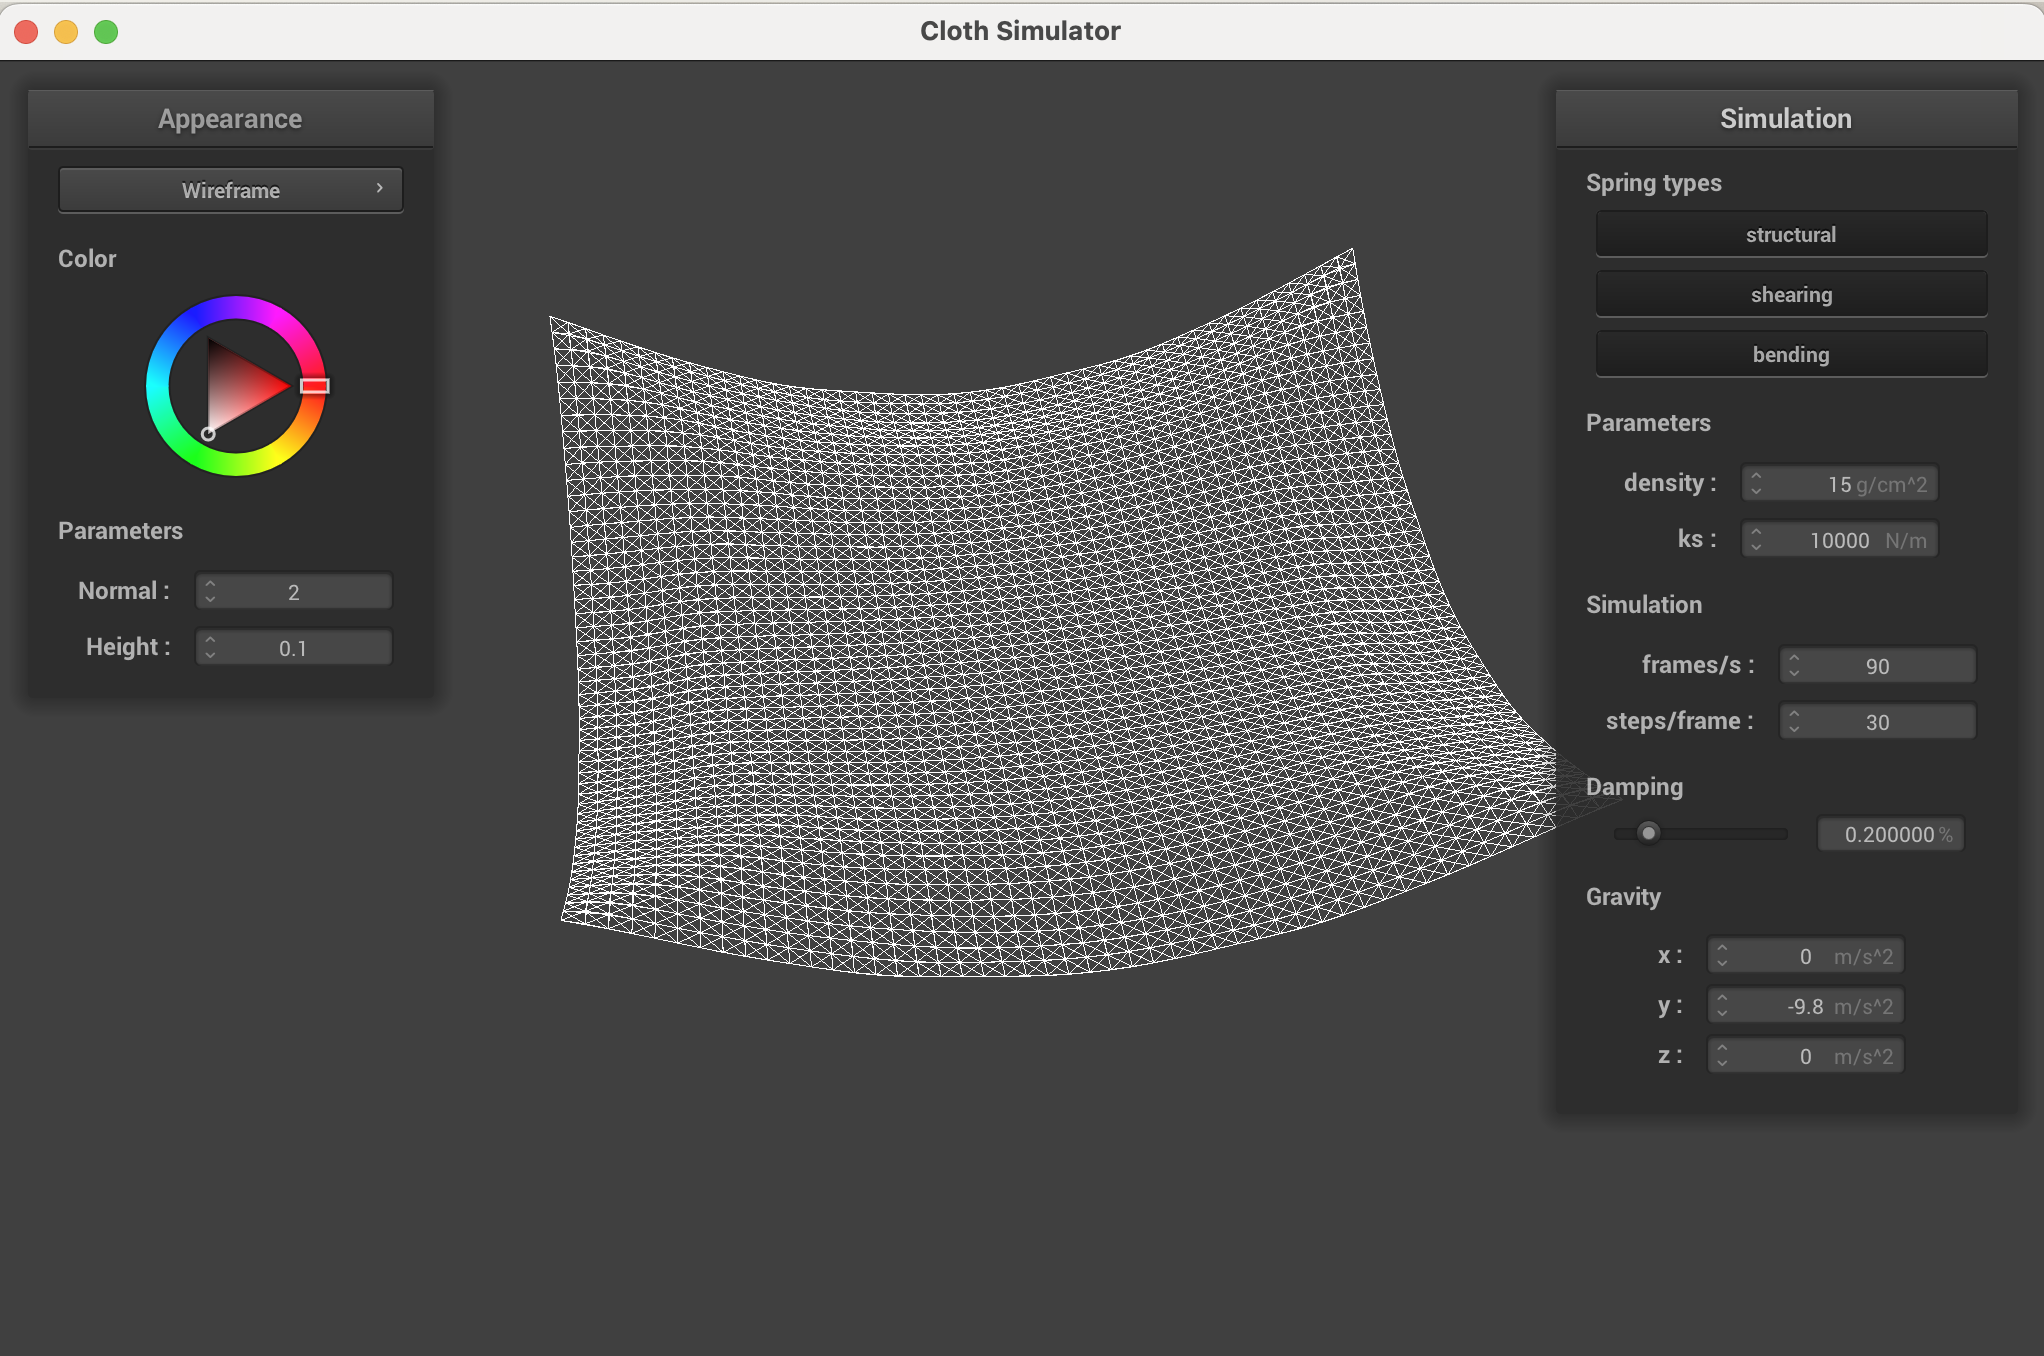 Cloth Simulator
Appearance
Wireframe ›
Color
Parameters
Normal : 2
Height : 0.1
Simulation
Spring types
structural
shearing
bending
Parameters
density : 15 g/cm^2
ks : 10000 N/m
Simulation
frames/s : 90
steps/frame : 30
Damping
0.200000 %
Gravity
x : 0 m/s^2
y : -9.8 m/s^2
z : 0 m/s^2